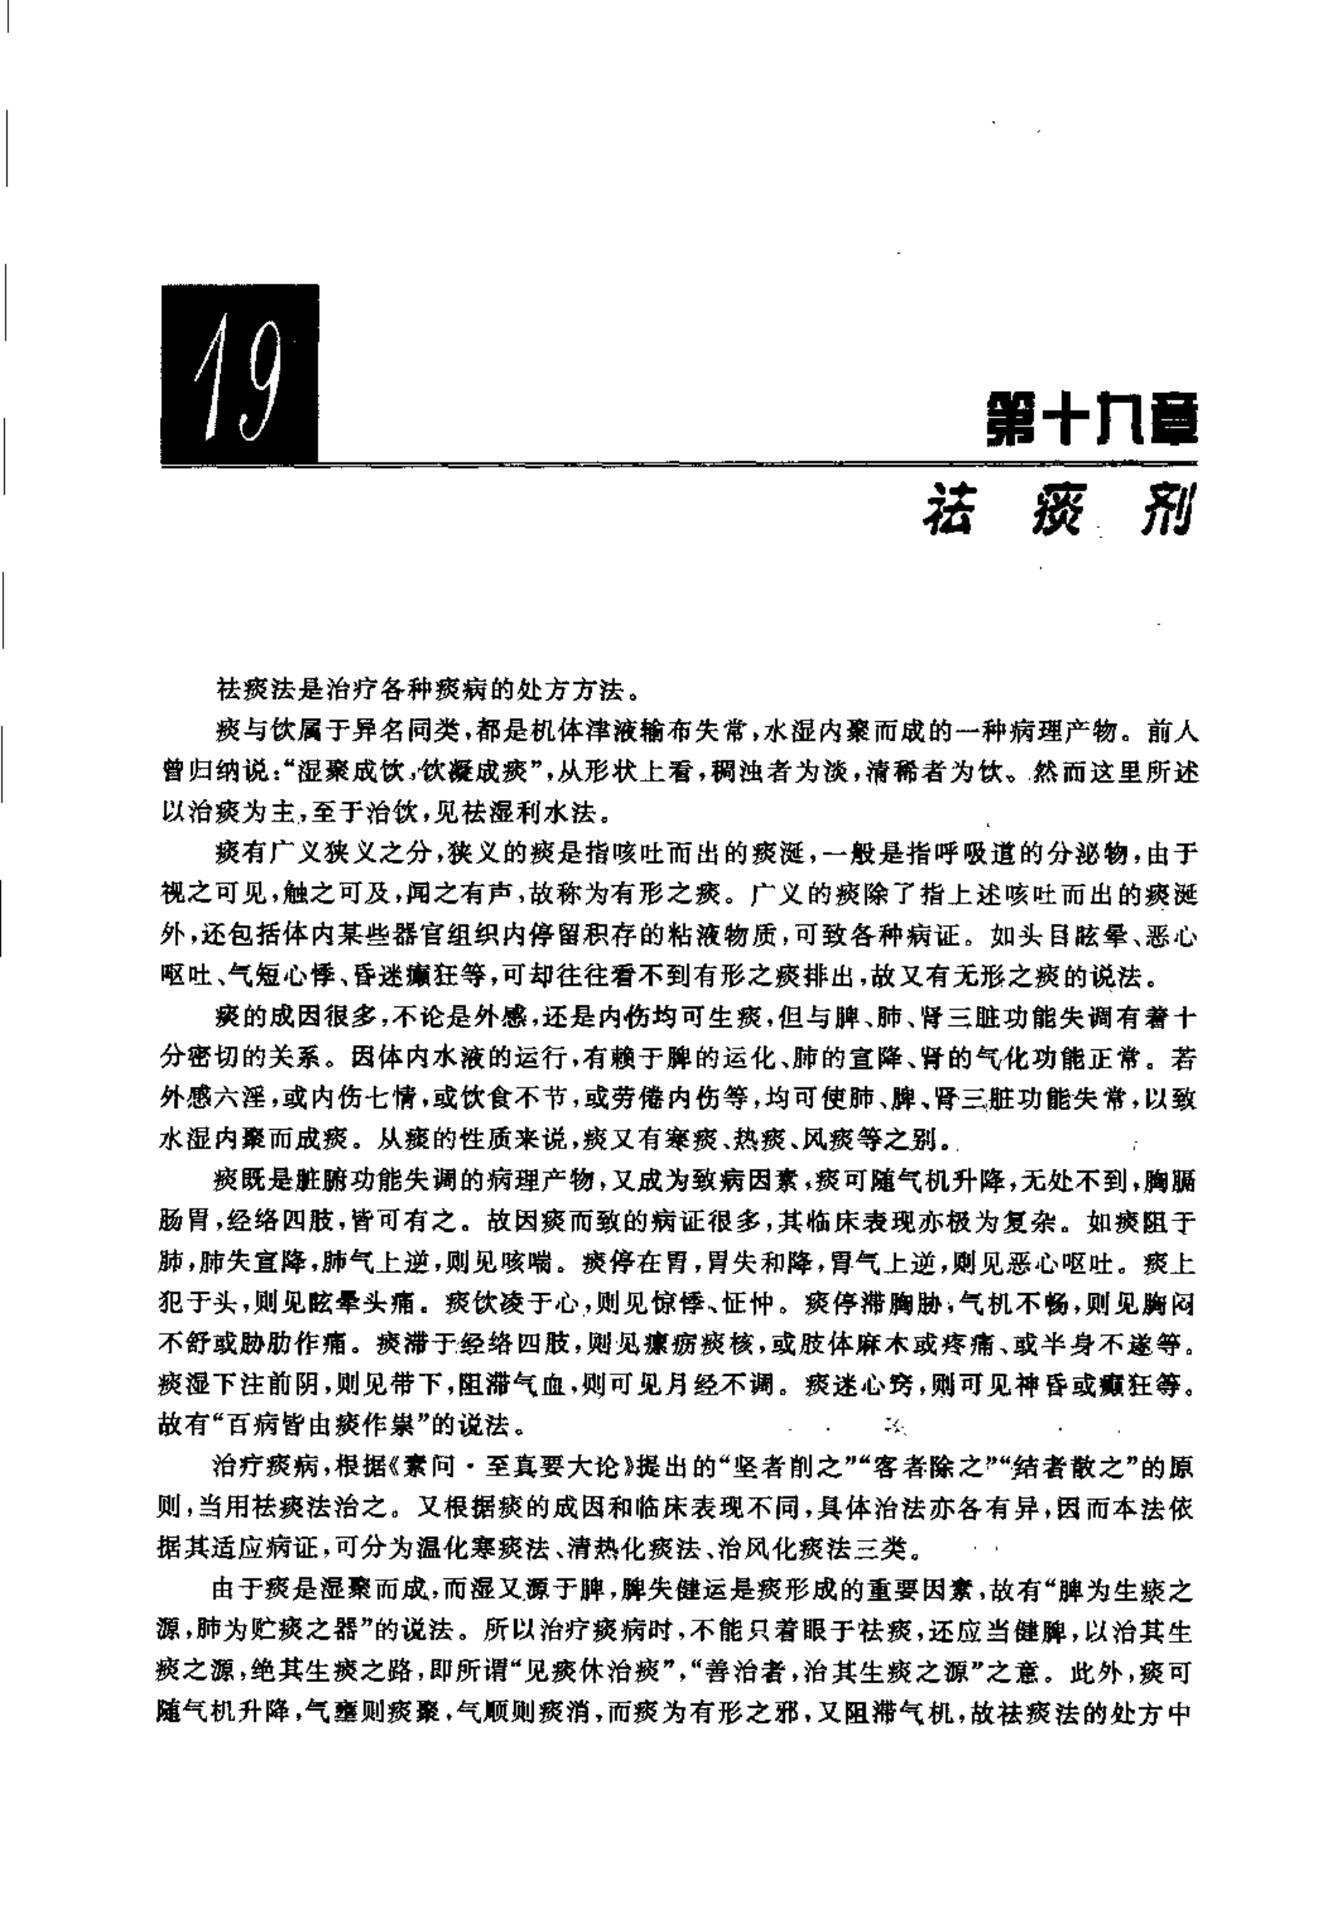 19
第十九章
祛痰剂
祛痰法是治疗各种痰病的处方方法。
痰与饮属于异名同类,都是机体津液输布失常,水湿内聚而成的一种病理产物。前人
曾归纳说:“湿聚成饮,饮凝成痰”,从形状上看,稠浊者为淡,清稀者为饮。然而这里所述
以治痰为主,至于治饮,见祛湿利水法。
痰有广义狭义之分,狭义的痰是指咳吐而出的痰涎,一般是指呼吸道的分泌物,由于
视之可见,触之可及,闻之有声,故称为有形之痰。广义的痰除了指上述咳吐而出的痰涎
外,还包括体内某些器官组织内停留积存的粘液物质,可致各种病证。如头目眩晕、恶心
呕吐、气短心悸、昏迷癫狂等,可却往往看不到有形之痰排出,故又有无形之痰的说法。
痰的成因很多,不论是外感,还是内伤均可生痰,但与脾、肺、肾三脏功能失调有着十
分密切的关系。因体内水液的运行,有赖于脾的运化、肺的宣降、肾的气化功能正常。若
外感六淫,或内伤七情,或饮食不节,或劳倦内伤等,均可使肺、脾、肾三脏功能失常,以致
水湿内聚而成痰。从痰的性质来说,痰又有寒痰、热痰、风痰等之别。
痰既是脏腑功能失调的病理产物,又成为致病因素,痰可随气机升降,无处不到,胸膈
肠胃,经络四肢,皆可有之。故因痰而致的病证很多,其临床表现亦极为复杂。如痰阻于
肺,肺失宣降,肺气上逆,则见咳喘。痰停在胃,胃失和降,胃气上逆,则见恶心呕吐。痰上
犯于头,则见眩晕头痛。痰饮凌于心,则见惊悸、怔忡。痰停滞胸胁,气机不畅,则见胸闷
不舒或胁肋作痛。痰滞于经络四肢,则见瘰疬痰核,或肢体麻木或疼痛、或半身不遂等。
痰湿下注前阴,则见带下,阻滞气血,则可见月经不调。痰迷心窍,则可见神昏或癫狂等。
故有“百病皆由痰作祟”的说法。
治疗痰病,根据《素问·至真要大论》提出的“坚者削之”“客者除之”“结者散之”的原
则,当用祛痰法治之。又根据痰的成因和临床表现不同,具体治法亦各有异,因而本法依
据其适应病证,可分为温化寒痰法、清热化痰法、治风化痰法三类。
由于痰是湿聚而成,而湿又源于脾,脾失健运是痰形成的重要因素,故有“脾为生痰之
源,肺为贮痰之器”的说法。所以治疗痰病时,不能只着眼于祛痰,还应当健脾,以治其生
痰之源,绝其生痰之路,即所谓“见痰休治痰”,“善治者,治其生痰之源”之意。此外,痰可
随气机升降,气壅则痰聚,气顺则痰消,而痰为有形之邪,又阻滞气机,故祛痰法的处方中